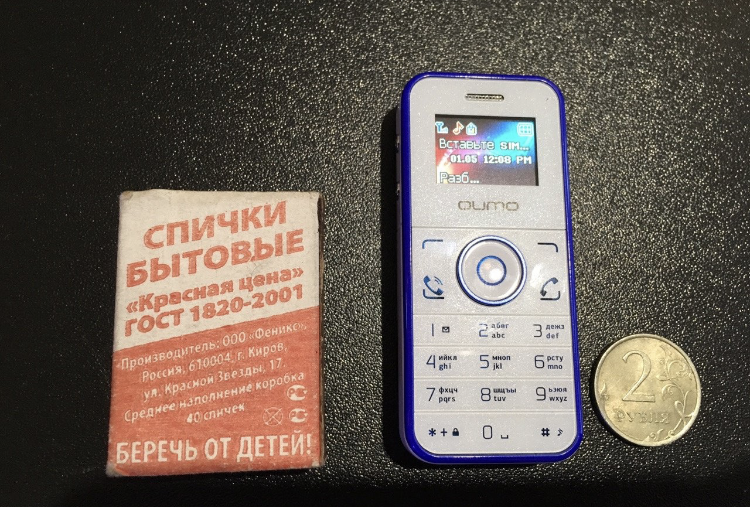 СПИЧКИ
БЫТОВЫЕ
«Красная цена»
ГОСТ 1820-2001
Производитель: ООО «Феникс»,
Россия, 610004, г. Киров,
ул. Красной Звезды, 17.
Среднее наполнение коробка
40 спичек
БЕРЕЧЬ ОТ ДЕТЕЙ!
Вставьте SIM...
01.05 12:08 PM
Разб...
QUMO
1
2 абвг abc
3 дежз def
4 ийкл ghi
5 мноп jkl
6 рсту mno
7 фхцч pqrs
8 шщъы tuv
9 ьэюя wxyz
* +
0
#
2
РУБЛЯ